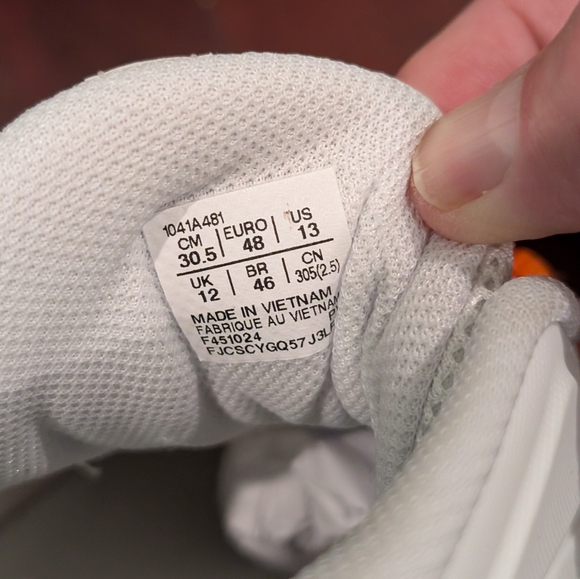 1041A481
CM 30.5 | EURO 48 | US 13
UK 12 | BR 46 | CN 305(2.5)
MADE IN VIETNAM
FABRIQUE AU VIETNAM
F451024
FJCSCYGQ57